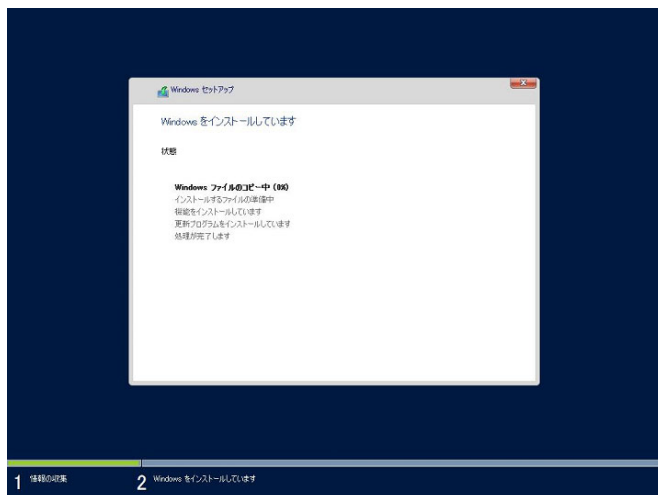 Windows セットアップ
Windows をインストールしています
状態
Windows ファイルのコピー中 (0%)
インストールするファイルの準備中
機能をインストールしています
更新プログラムをインストールしています
処理が完了します
1 情報の収集
2 Windows をインストールしています